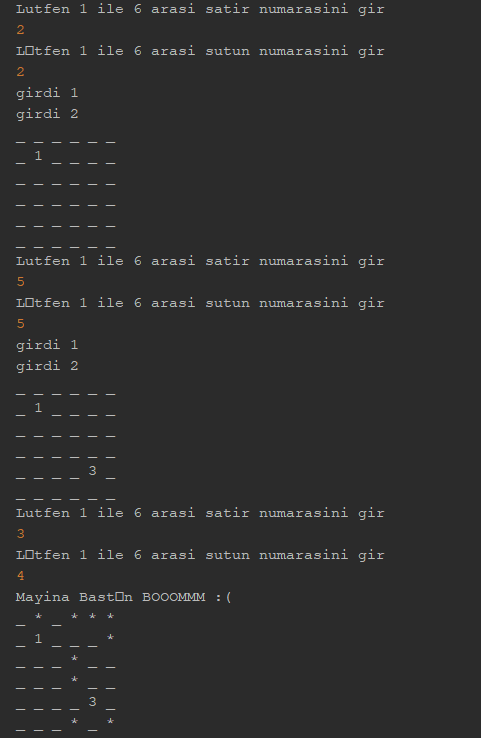 Lutfen 1 ile 6 arasi satir numarasini gir
2
L□tfen 1 ile 6 arasi sutun numarasini gir
2
girdi 1
girdi 2
_ _ _ _ _ _
_ 1 _ _ _ _
_ _ _ _ _ _
_ _ _ _ _ _
_ _ _ _ _ _
_ _ _ _ _ _
Lutfen 1 ile 6 arasi satir numarasini gir
5
L□tfen 1 ile 6 arasi sutun numarasini gir
5
girdi 1
girdi 2
_ _ _ _ _ _
_ 1 _ _ _ _
_ _ _ _ _ _
_ _ _ _ _ _
_ _ _ _ 3 _
_ _ _ _ _ _
Lutfen 1 ile 6 arasi satir numarasini gir
3
L□tfen 1 ile 6 arasi sutun numarasini gir
4
Mayina Bast□n BOOOMMM :(
_ * _ * * *
_ 1 _ _ _ *
_ _ _ * _ _
_ _ _ * _ _
_ _ _ _ 3 _
_ _ _ * _ *